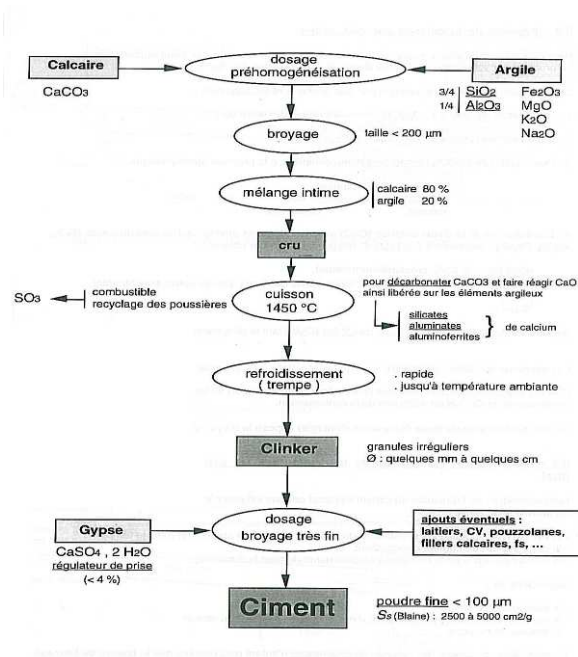 dosage
préhomogénéisation
Calcaire
CaCO3
Argile
3/4 SiO2 Fe2O3
1/4 Al2O3 MgO
K2O
Na2O
broyage
taille < 200 µm
mélange intime
calcaire 80 %
argile 20 %
cru
SO3
combustible
recyclage des poussières
cuisson
1450 °C
pour décarbonater CaCO3 et faire réagir CaO
ainsi libérée sur les éléments argileux
silicates
aluminates
aluminoferrites
} de calcium
refroidissement
( trempe )
. rapide
. jusqu'à température ambiante
Clinker
granules irréguliers
Ø : quelques mm à quelques cm
Gypse
CaSO4 , 2 H2O
régulateur de prise
(< 4 %)
dosage
broyage très fin
ajouts éventuels :
laitiers, CV, pouzzolanes,
fillers calcaires, fs, ...
Ciment
poudre fine < 100 µm
Ss (Blaine) : 2500 à 5000 cm2/g